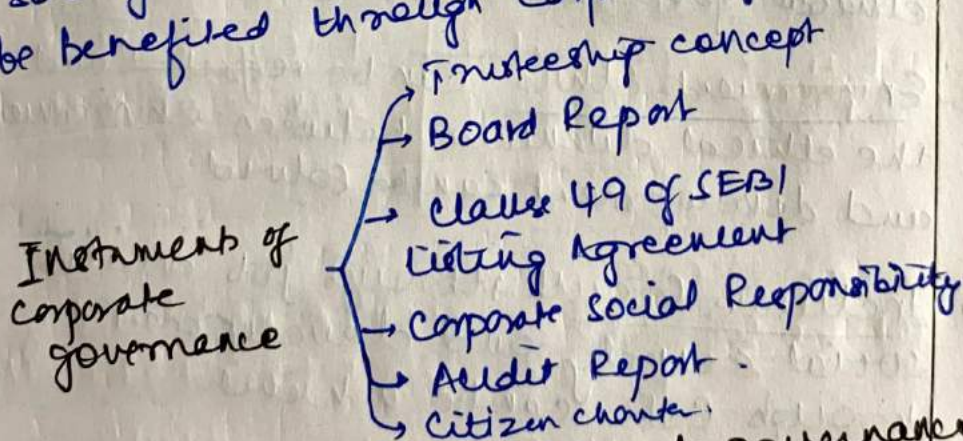 be benefited through
Trusteeship concept
Board Report
Clause 49 of SEBI
Listing Agreement
Corporate Social Responsibility
Audit Report.
Citizen charter.
Instruments of
corporate
governance